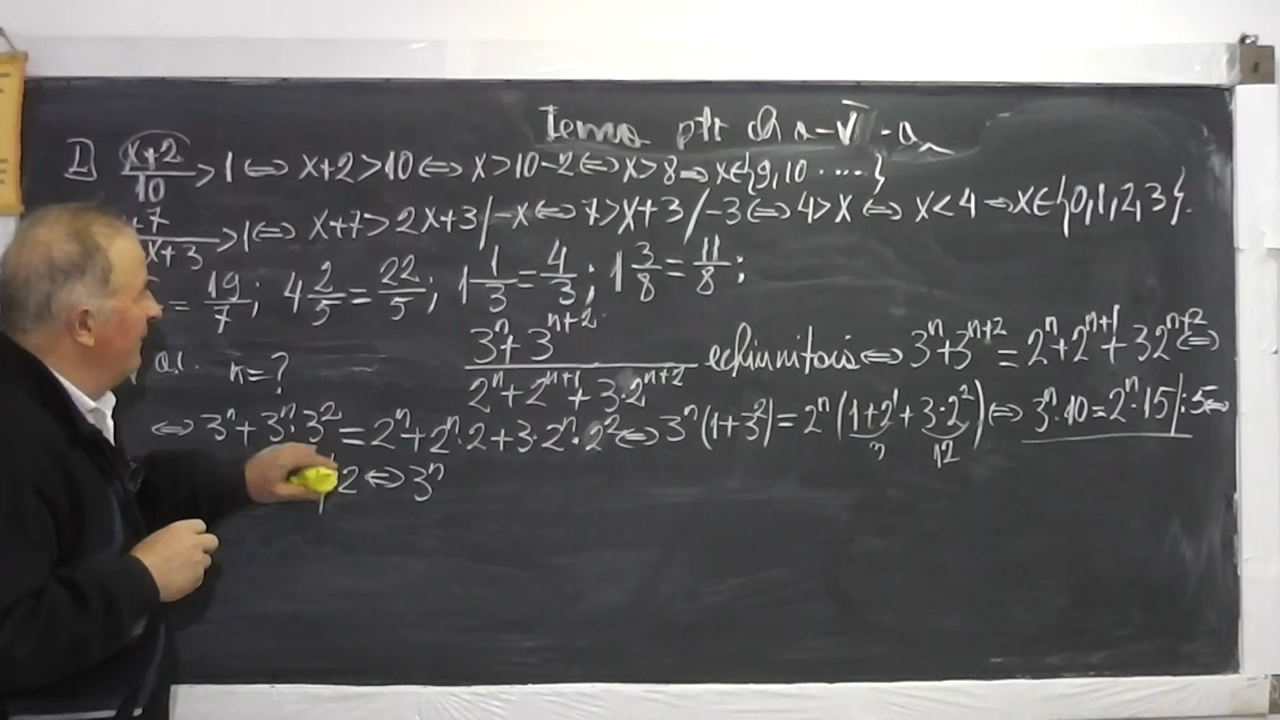 Tema ptr cls a-V-a
I) x+2/10 > 1 ⇔ x+2>10 ⇔ x>10-2 ⇔ x>8 ⇒ x∈{9,10.....}
+7/x+3 > 1 ⇔ x+7>2x+3/-x ⇔ 7>x+3/-3 ⇔ 4>x ⇔ x<4 ⇒ x∈{0,1,2,3}.
= 19/7; 4 2/5 = 22/5; 1 1/3 = 4/3; 1 3/8 = 11/8;
a.î. n=? (3^n+3^(n+2))/(2^n+2^(n+1)+3·2^(n+2)) echiunitară ⇔ 3^n+3^(n+2) = 2^n+2^(n+1)+32^(n+2) ⇔
⇔ 3^n+3^n·3^2 = 2^n+2^n·2+3·2^n·2^2 ⇔ 3^n(1+3^2) = 2^n(1+2^1+3·2^2) ⇔ 3^n·10=2^n·15/:5 ⇔
3 12
2 ⇔ 3^n